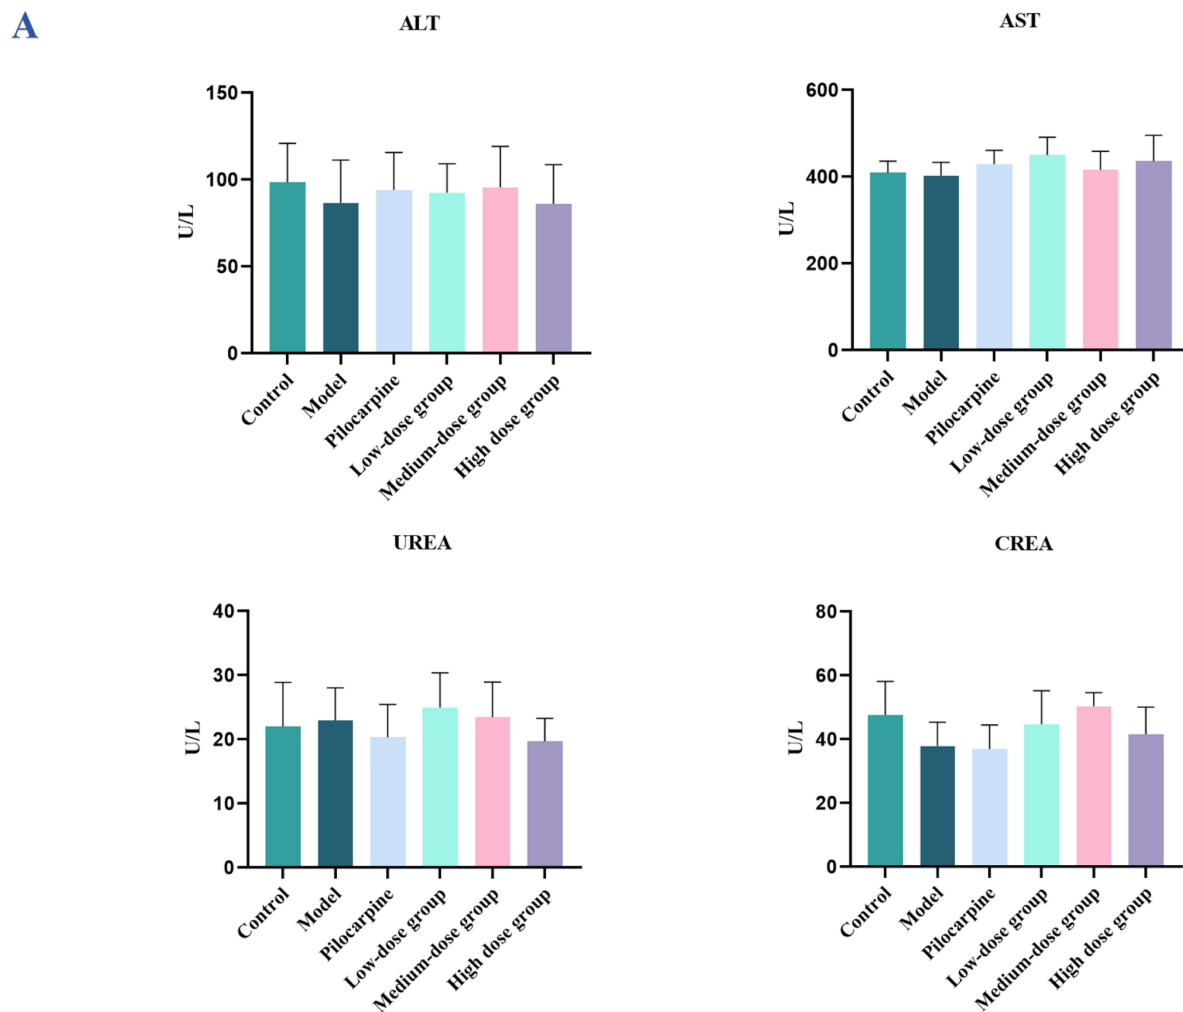 A
ALT
150
100
50
0
U/L
Control
Model
Pilocarpine
Low-dose group
Medium-dose group
High dose group
AST
600
400
200
0
U/L
Control
Model
Pilocarpine
Low-dose group
Medium-dose group
High dose group
UREA
40
30
20
10
0
U/L
Control
Model
Pilocarpine
Low-dose group
Medium-dose group
High dose group
CREA
80
60
40
20
0
U/L
Control
Model
Pilocarpine
Low-dose group
Medium-dose group
High dose group